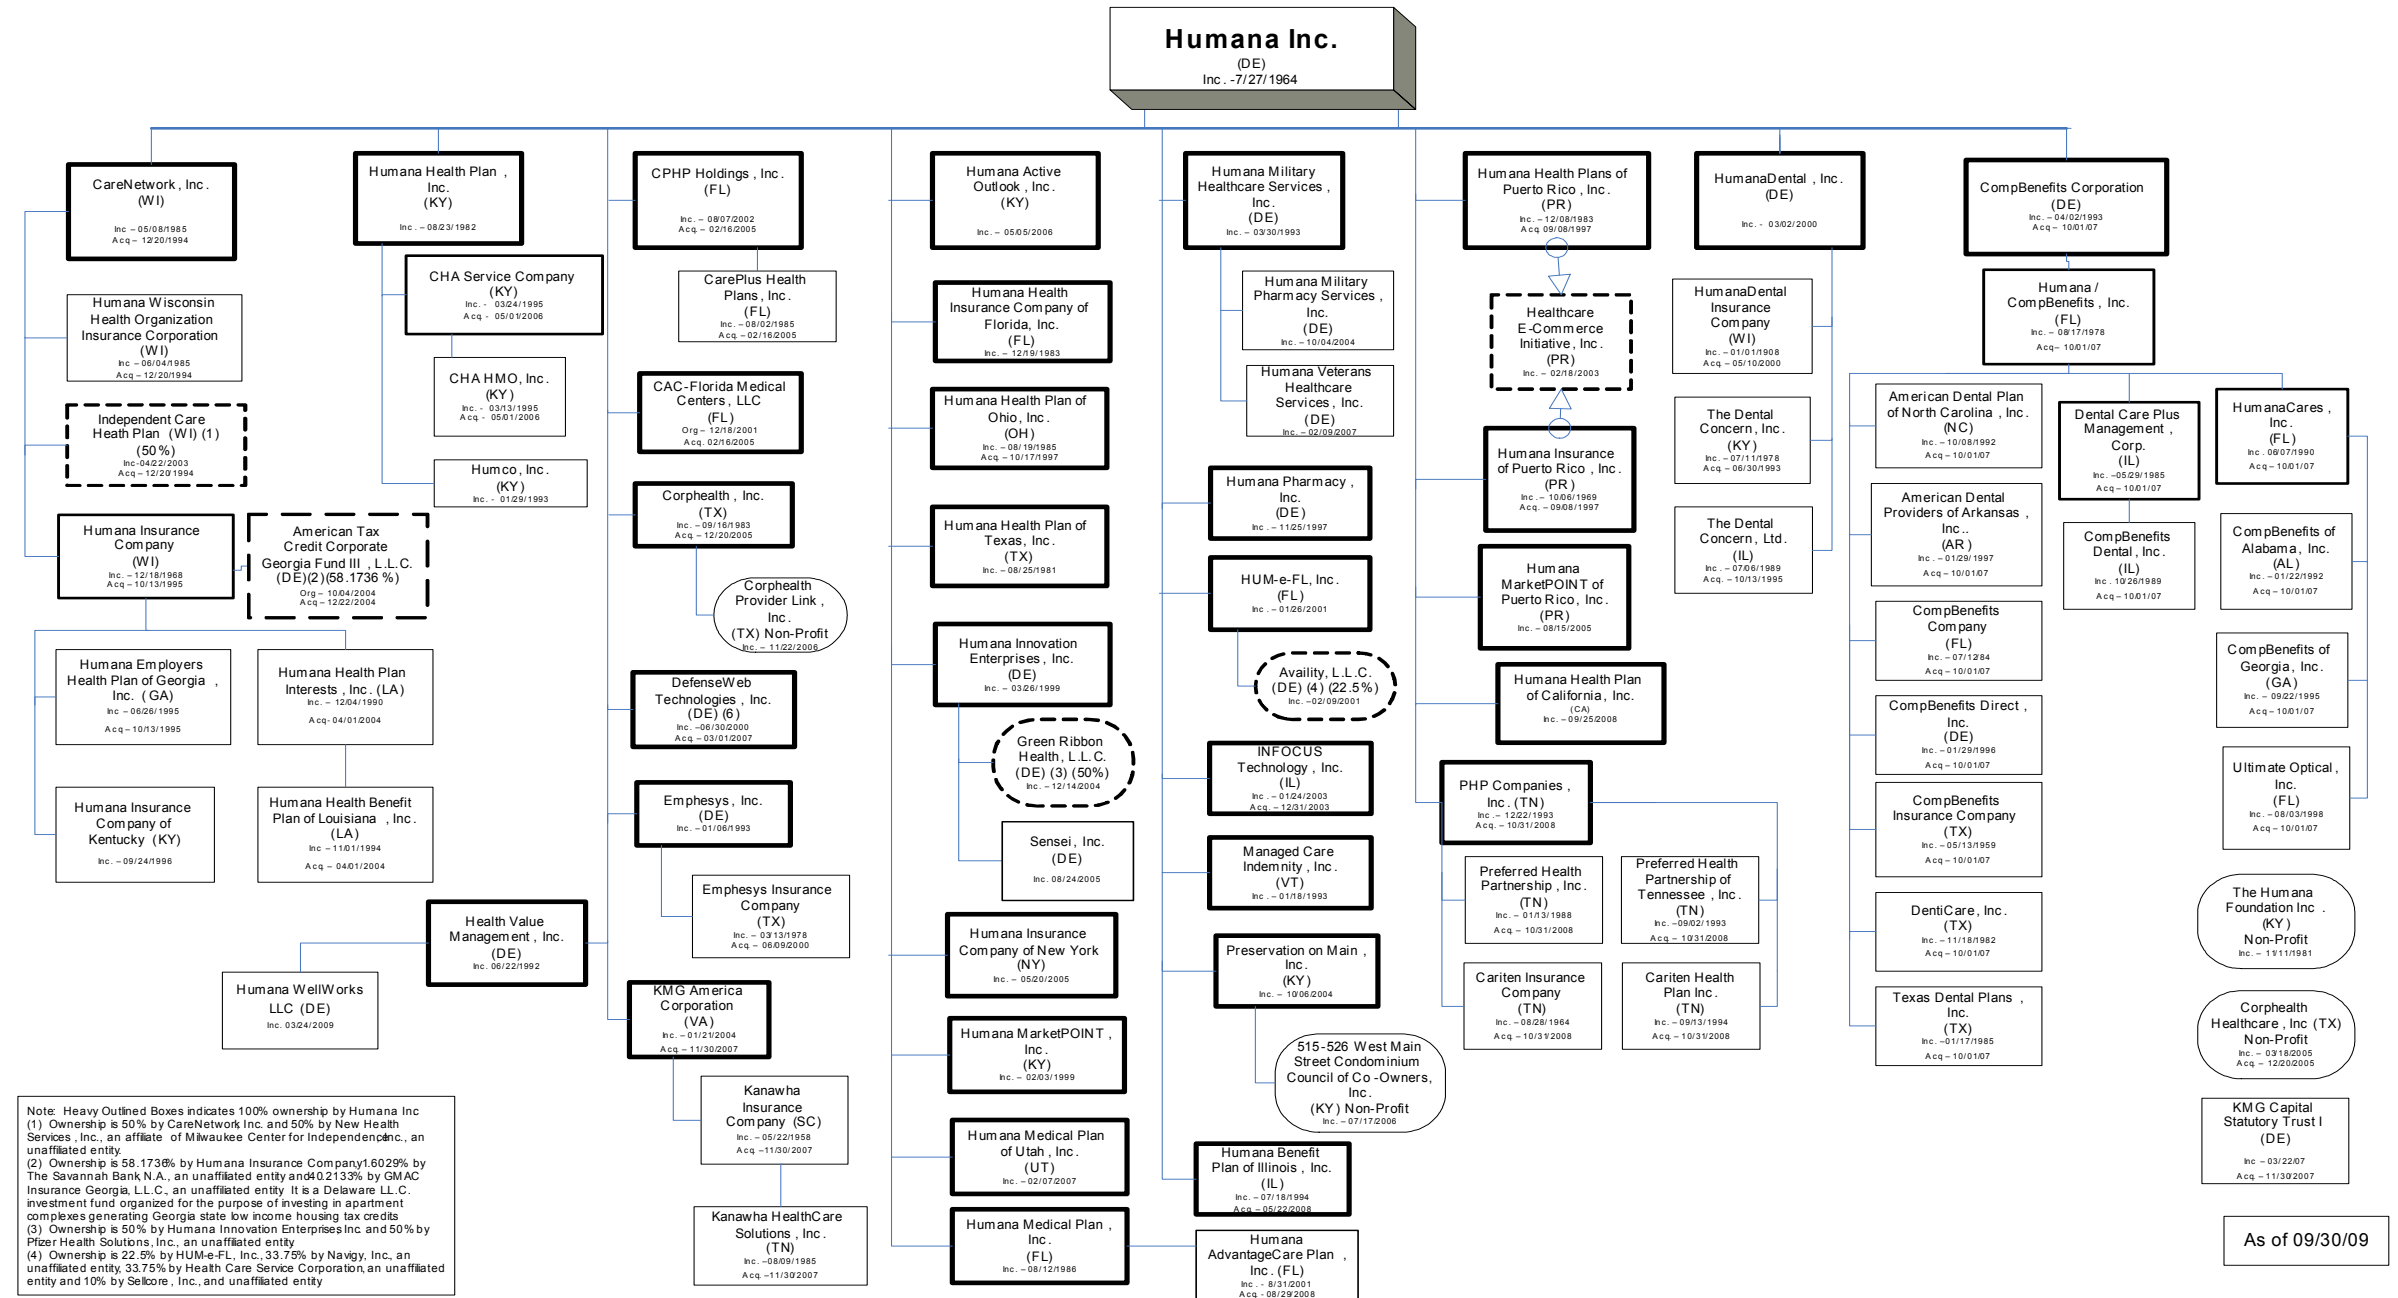 Humana Inc.
(DE)
Inc. -7/27/1964
CareNetwork, Inc.
(WI)
Inc – 05/08/1985
Acq – 12/20/1994
Humana Wisconsin
Health Organization
Insurance Corporation
(WI)
Inc – 06/04/1985
Acq – 12/20/1994
Independent Care
Heath Plan (WI) (1)
(50%)
Inc-04/22/2003
Acq – 12/20/1994
Humana Insurance
Company
(WI)
Inc. – 12/18/1968
Acq – 10/13/1995
American Tax
Credit Corporate
Georgia Fund III, L.L.C.
(DE)(2)(58.1736 %)
Org – 10/04/2004
Acq – 12/22/2004
Humana Employers
Health Plan of Georgia ,
Inc. ( GA)
Inc – 06/26/1995
Acq – 10/13/1995
Humana Health Plan
Interests, Inc. (LA)
Inc. – 12/04/1990
Acq- 04/01/2004
Humana Insurance
Company of
Kentucky (KY)
Inc. – 09/24/1996
Humana Health Benefit
Plan of Louisiana , Inc.
(LA)
Inc – 11/01/1994
Acq. – 04/01/2004
Humana Health Plan ,
Inc.
(KY)
Inc. – 08/23/1982
CHA Service Company
(KY)
Inc. - 03/24/1995
Acq. - 05/01/2006
CHA HMO, Inc.
(KY)
Inc. - 03/13/1995
Acq. - 05/01/2006
Humco, Inc.
(KY)
Inc. - 01/29/1993
Health Value
Management, Inc.
(DE)
Inc. 06/22/1992
Humana WellWorks
LLC (DE)
Inc. 03/24/2009
CPHP Holdings, Inc.
(FL)
Inc. – 08/07/2002
Acq. – 02/16/2005
CarePlus Health
Plans, Inc.
(FL)
Inc. – 08/02/1985
Acq – 02/16/2005
CAC-Florida Medical
Centers, LLC
(FL)
Org – 12/18/2001
Acq. 02/16/2005
Corphealth, Inc.
(TX)
Inc. – 09/16/1983
Acq. – 12/20/2005
Corphealth
Provider Link ,
Inc.
(TX) Non-Profit
Inc. – 11/22/2006
DefenseWeb
Technologies, Inc.
(DE) (6)
Inc. –06/30/2000
Acq. – 03/01/2007
Emphesys, Inc.
(DE)
Inc. – 01/06/1993
Emphesys Insurance
Company
(TX)
Inc. – 03/13/1978
Acq. – 06/09/2000
KMG America
Corporation
(VA)
Inc. – 01/21/2004
Acq. – 11/30/2007
Kanawha
Insurance
Company (SC)
Inc. – 05/22/1958
Acq. –11/30/2007
Kanawha HealthCare
Solutions, Inc.
(TN)
Inc. –08/09/1985
Acq. –11/30/2007
Humana Active
Outlook, Inc.
(KY)
Inc. – 05/05/2006
Humana Health
Insurance Company of
Florida, Inc.
(FL)
Inc. – 12/19/1983
Humana Health Plan of
Ohio, Inc.
(OH)
Inc. – 08/19/1985
Acq – 10/17/1997
Humana Health Plan of
Texas, Inc.
(TX)
Inc. – 08/25/1981
Humana Innovation
Enterprises, Inc.
(DE)
Inc. – 03/26/1999
Green Ribbon
Health, L.L.C.
(DE) (3) (50%)
Inc. – 12/14/2004
Sensei, Inc.
(DE)
Inc. 08/24/2005
Humana Insurance
Company of New York
(NY)
Inc. – 05/20/2005
Humana MarketPOINT ,
Inc.
(KY)
Inc. – 02/03/1999
Humana Medical Plan
of Utah, Inc.
(UT)
Inc. – 02/07/2007
Humana Medical Plan ,
Inc.
(FL)
Inc. – 08/12/1986
Humana
AdvantageCare Plan ,
Inc. (FL)
Inc. - 8/31/2001
Acq. - 08/29/2008
Humana Military
Healthcare Services ,
Inc.
(DE)
Inc. – 03/30/1993
Humana Military
Pharmacy Services ,
Inc.
(DE)
Inc. – 10/04/2004
Humana Veterans
Healthcare
Services, Inc.
(DE)
Inc. – 02/09/2007
Humana Pharmacy ,
Inc.
(DE)
Inc. – 11/25/1997
HUM-e-FL, Inc.
(FL)
Inc. – 01/26/2001
Availity, L.L.C.
(DE) (4) (22.5%)
Inc. –02/09/2001
INFOCUS
Technology, Inc.
(IL)
Inc. – 01/24/2003
Acq. – 12/31/2003
Managed Care
Indemnity, Inc.
(VT)
Inc. – 01/18/1993
Preservation on Main ,
Inc.
(KY)
Inc. – 10/06/2004
515-526 West Main
Street Condominium
Council of Co -Owners,
Inc.
(KY) Non-Profit
Inc. – 07/17/2006
Humana Benefit
Plan of Illinois , Inc.
(IL)
Inc. – 07/18/1994
Acq. – 05/22/2008
Humana Health Plans of
Puerto Rico, Inc.
(PR)
Inc. – 12/08/1983
Acq. 09/08/1997
Healthcare
E-Commerce
Initiative, Inc.
(PR)
Inc. – 02/18/2003
Humana Insurance
of Puerto Rico , Inc.
(PR)
Inc. – 10/06/1969
Acq. – 09/08/1997
Humana
MarketPOINT of
Puerto Rico, Inc.
(PR)
Inc. – 08/15/2005
Humana Health Plan
of California, Inc.
(CA)
Inc. – 09/25/2008
PHP Companies ,
Inc. (TN)
Inc. – 12/22/1993
Acq. – 10/31/2008
Preferred Health
Partnership, Inc.
(TN)
Inc. – 01/13/1988
Acq. – 10/31/2008
Preferred Health
Partnership of
Tennessee, Inc.
(TN)
Inc. –09/02/1993
Acq. – 10/31/2008
Cariten Insurance
Company
(TN)
Inc. – 08/28/1964
Acq. – 10/31/2008
Cariten Health
Plan Inc.
(TN)
Inc. – 09/13/1994
Acq. – 10/31/2008
HumanaDental, Inc.
(DE)
Inc. - 03/02/2000
HumanaDental
Insurance
Company
(WI)
Inc. – 01/01/1908
Acq. – 05/10/2000
The Dental
Concern, Inc.
(KY)
Inc. – 07/11/1978
Acq. – 06/30/1993
The Dental
Concern, Ltd.
(IL)
Inc. – 07/06/1989
Acq. – 10/13/1995
CompBenefits Corporation
(DE)
Inc. – 04/02/1993
Acq – 10/01/07
Humana /
CompBenefits, Inc.
(FL)
Inc. – 08/17/1978
Acq– 10/01/07
American Dental Plan
of North Carolina , Inc.
(NC)
Inc. – 10/08/1992
Acq – 10/01/07
American Dental
Providers of Arkansas ,
Inc..
(AR)
Inc. – 01/29/1997
Acq – 10/01/07
CompBenefits
Company
(FL)
Inc. – 07/12/84
Acq – 10/01/07
CompBenefits Direct ,
Inc.
(DE)
Inc. – 01/29/1996
Acq – 10/01/07
CompBenefits
Insurance Company
(TX)
Inc. – 05/13/1959
Acq – 10/01/07
DentiCare, Inc.
(TX)
Inc. – 11/18/1982
Acq – 10/01/07
Texas Dental Plans ,
Inc.
(TX)
Inc. –01/17/1985
Acq – 10/01/07
Dental Care Plus
Management ,
Corp.
(IL)
Inc. –05/29/1985
Acq – 10/01/07
CompBenefits
Dental, Inc.
(IL)
Inc. 10/26/1989
Acq – 10/01/07
HumanaCares,
Inc.
(FL)
Inc. 06/07/1990
Acq – 10/01/07
CompBenefits of
Alabama, Inc.
(AL)
Inc. – 01/22/1992
Acq – 10/01/07
CompBenefits of
Georgia, Inc.
(GA)
Inc. – 09/22/1995
Acq – 10/01/07
Ultimate Optical ,
Inc.
(FL)
Inc. – 08/03/1998
Acq – 10/01/07
The Humana
Foundation Inc .
(KY)
Non-Profit
Inc. – 11/11/1981
Corphealth
Healthcare , Inc (TX)
Non-Profit
Inc. – 03/18/2005
Acq – 12/20/2005
KMG Capital
Statutory Trust I
(DE)
Inc – 03/22/07
Acq – 11/30/2007
Note: Heavy Outlined Boxes indicates 100% ownership by Humana Inc
(1) Ownership is 50% by CareNetwork, Inc. and 50% by New Health
Services, Inc., an affiliate of Milwaukee Center for Independence, Inc., an
unaffiliated entity.
(2) Ownership is 58.1736% by Humana Insurance Company, 1.6029% by
The Savannah Bank, N.A., an unaffiliated entity and 40.2133% by GMAC
Insurance Georgia, L.L.C., an unaffiliated entity It is a Delaware LL.C.
investment fund organized for the purpose of investing in apartment
complexes generating Georgia state low income housing tax credits
(3) Ownership is 50% by Humana Innovation Enterprises, Inc. and 50% by
Pfizer Health Solutions, Inc., an unaffiliated entity
(4) Ownership is 22.5% by HUM-e-FL, Inc., 33.75% by Navigy, Inc., an
unaffiliated entity, 33.75% by Health Care Service Corporation, an unaffiliated
entity and 10% by Sellcore, Inc., and unaffiliated entity
As of 09/30/09